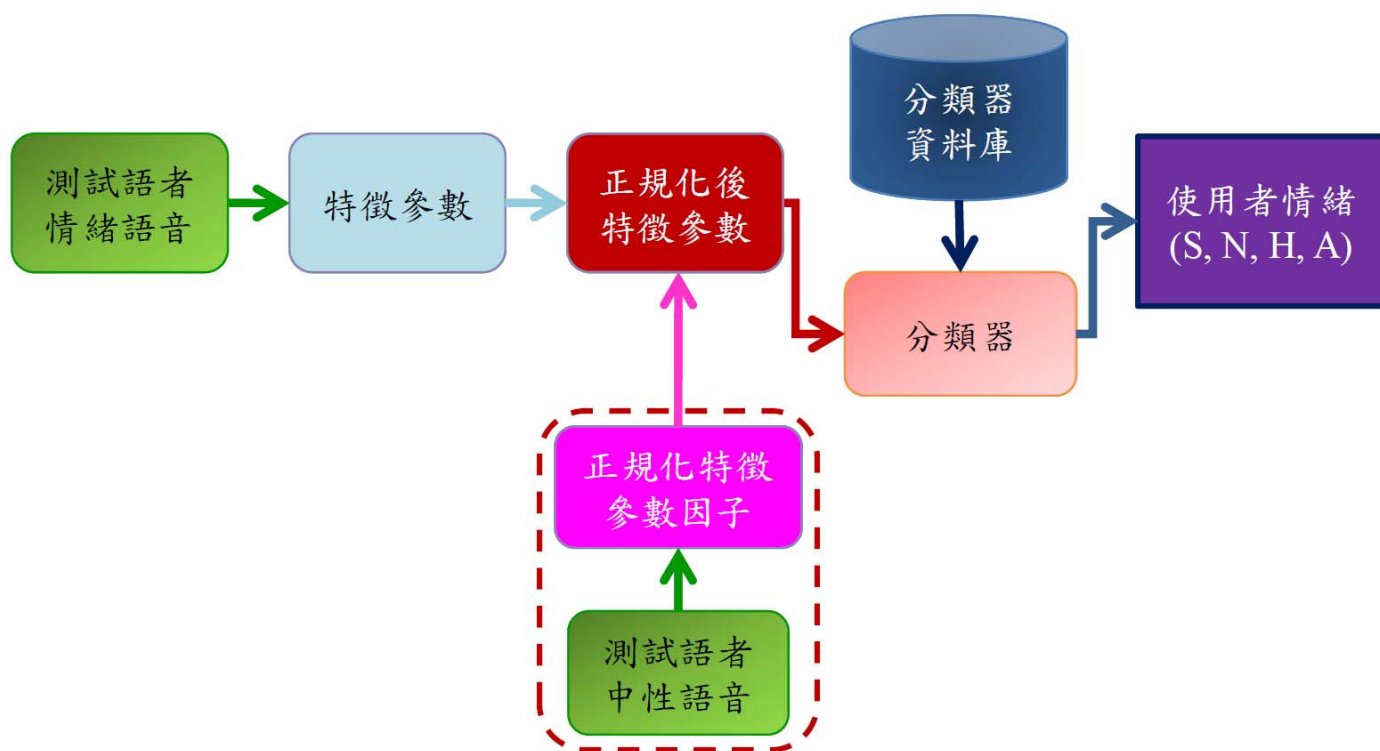 測試語者
情緒語音
特徵參數
正規化後
特徵參數
分類器
資料庫
分類器
使用者情緒
(S, N, H, A)
正規化特徵
參數因子
測試語者
中性語音